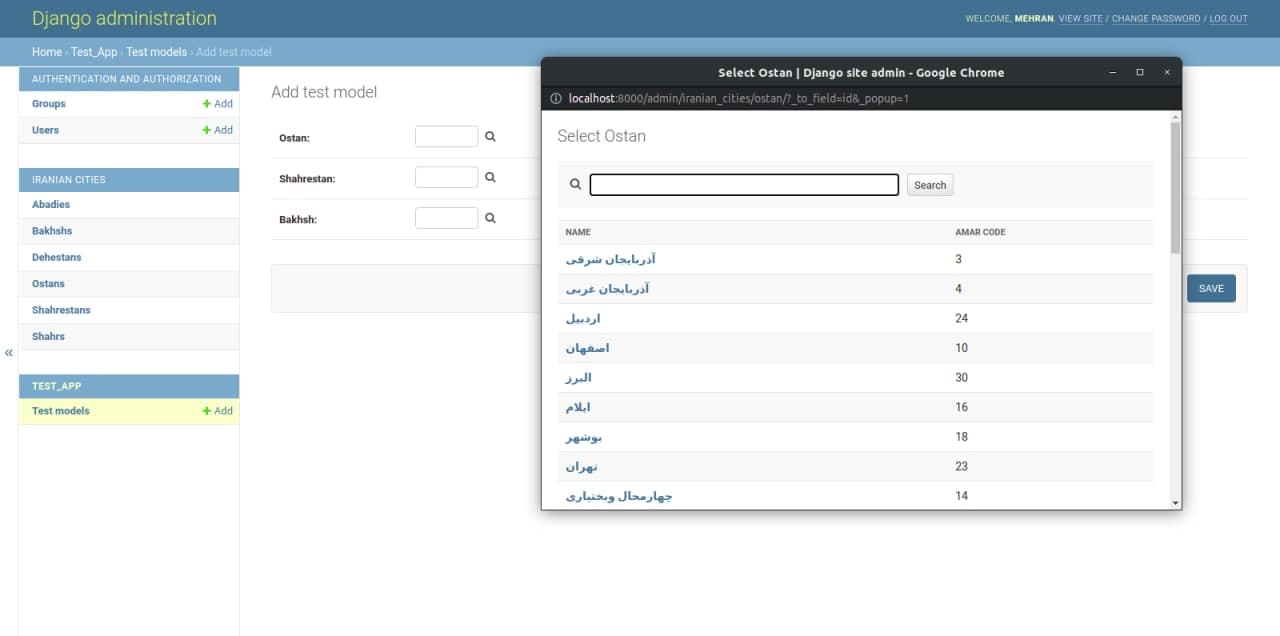 Django administration
WELCOME, MEHRAN. VIEW SITE / CHANGE PASSWORD / LOG OUT
Home › Test_App › Test models › Add test model
AUTHENTICATION AND AUTHORIZATION
Groups + Add
Users + Add
IRANIAN CITIES
Abadies
Bakhshs
Dehestans
Ostans
Shahrestans
Shahrs
«
TEST_APP
Test models + Add
Add test model
Ostan:
Shahrestan:
Bakhsh:
SAVE
Select Ostan | Django site admin - Google Chrome
localhost:8000/admin/iranian_cities/ostan/?_to_field=id&_popup=1
Select Ostan
Search
NAME AMAR CODE
آذربایجان شرقی 3
آذربایجان غربی 4
اردبیل 24
اصفهان 10
البرز 30
ایلام 16
بوشهر 18
تهران 23
چهارمحال وبختیاری 14